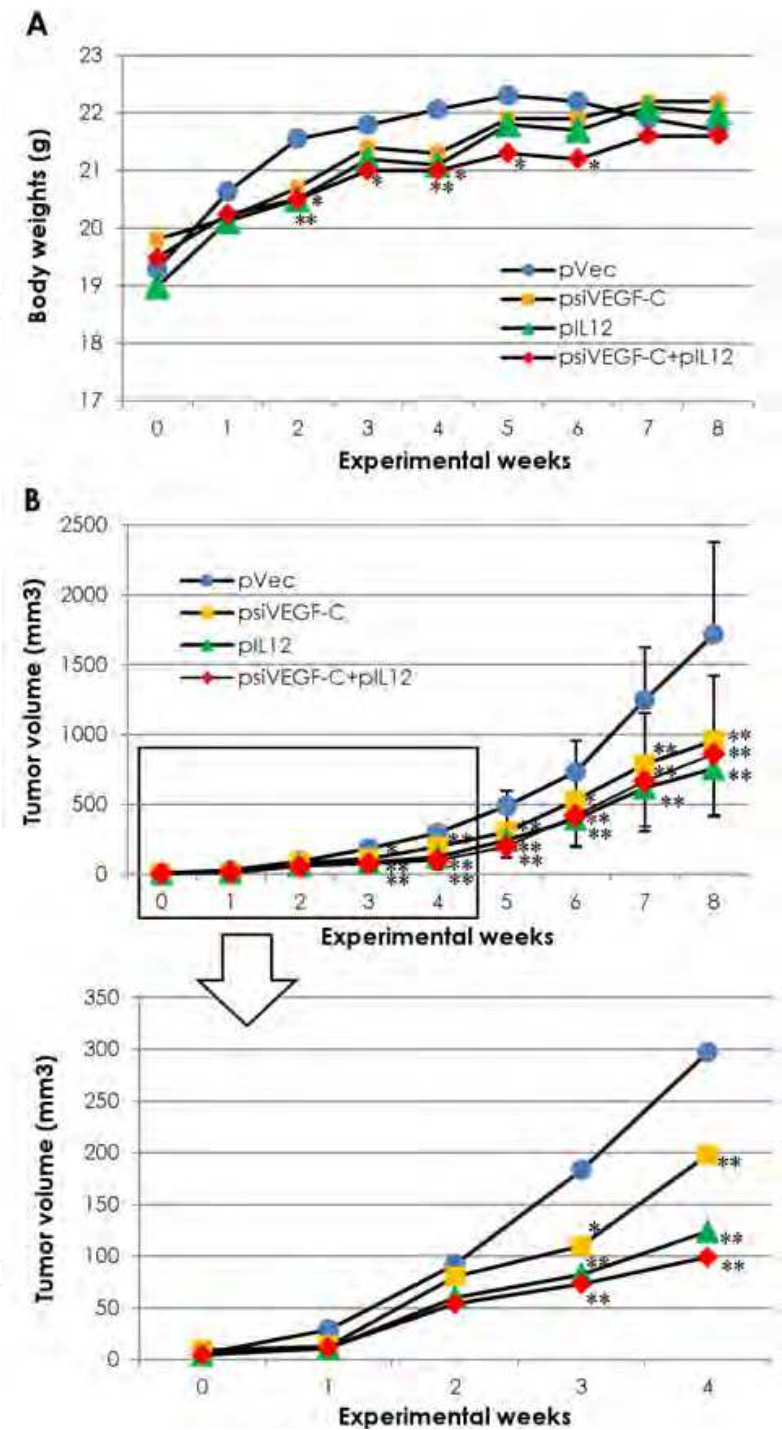 A
23
22
21
20
19
18
17
Body weights (g)
*
**
*
*
**
*
*
pVec
psiVEGF-C
pIL12
psiVEGF-C+pIL12
0 1 2 3 4 5 6 7 8
Experimental weeks
B
2500
2000
1500
1000
500
0
Tumor volume (mm3)
pVec
psiVEGF-C
pIL12
psiVEGF-C+pIL12
*
**
**
**
**
**
**
**
**
*
**
**
**
**
**
**
**
**
0 1 2 3 4 5 6 7 8
Experimental weeks
350
300
250
200
150
100
50
0
Tumor volume (mm3)
*
**
**
**
**
**
0 1 2 3 4
Experimental weeks